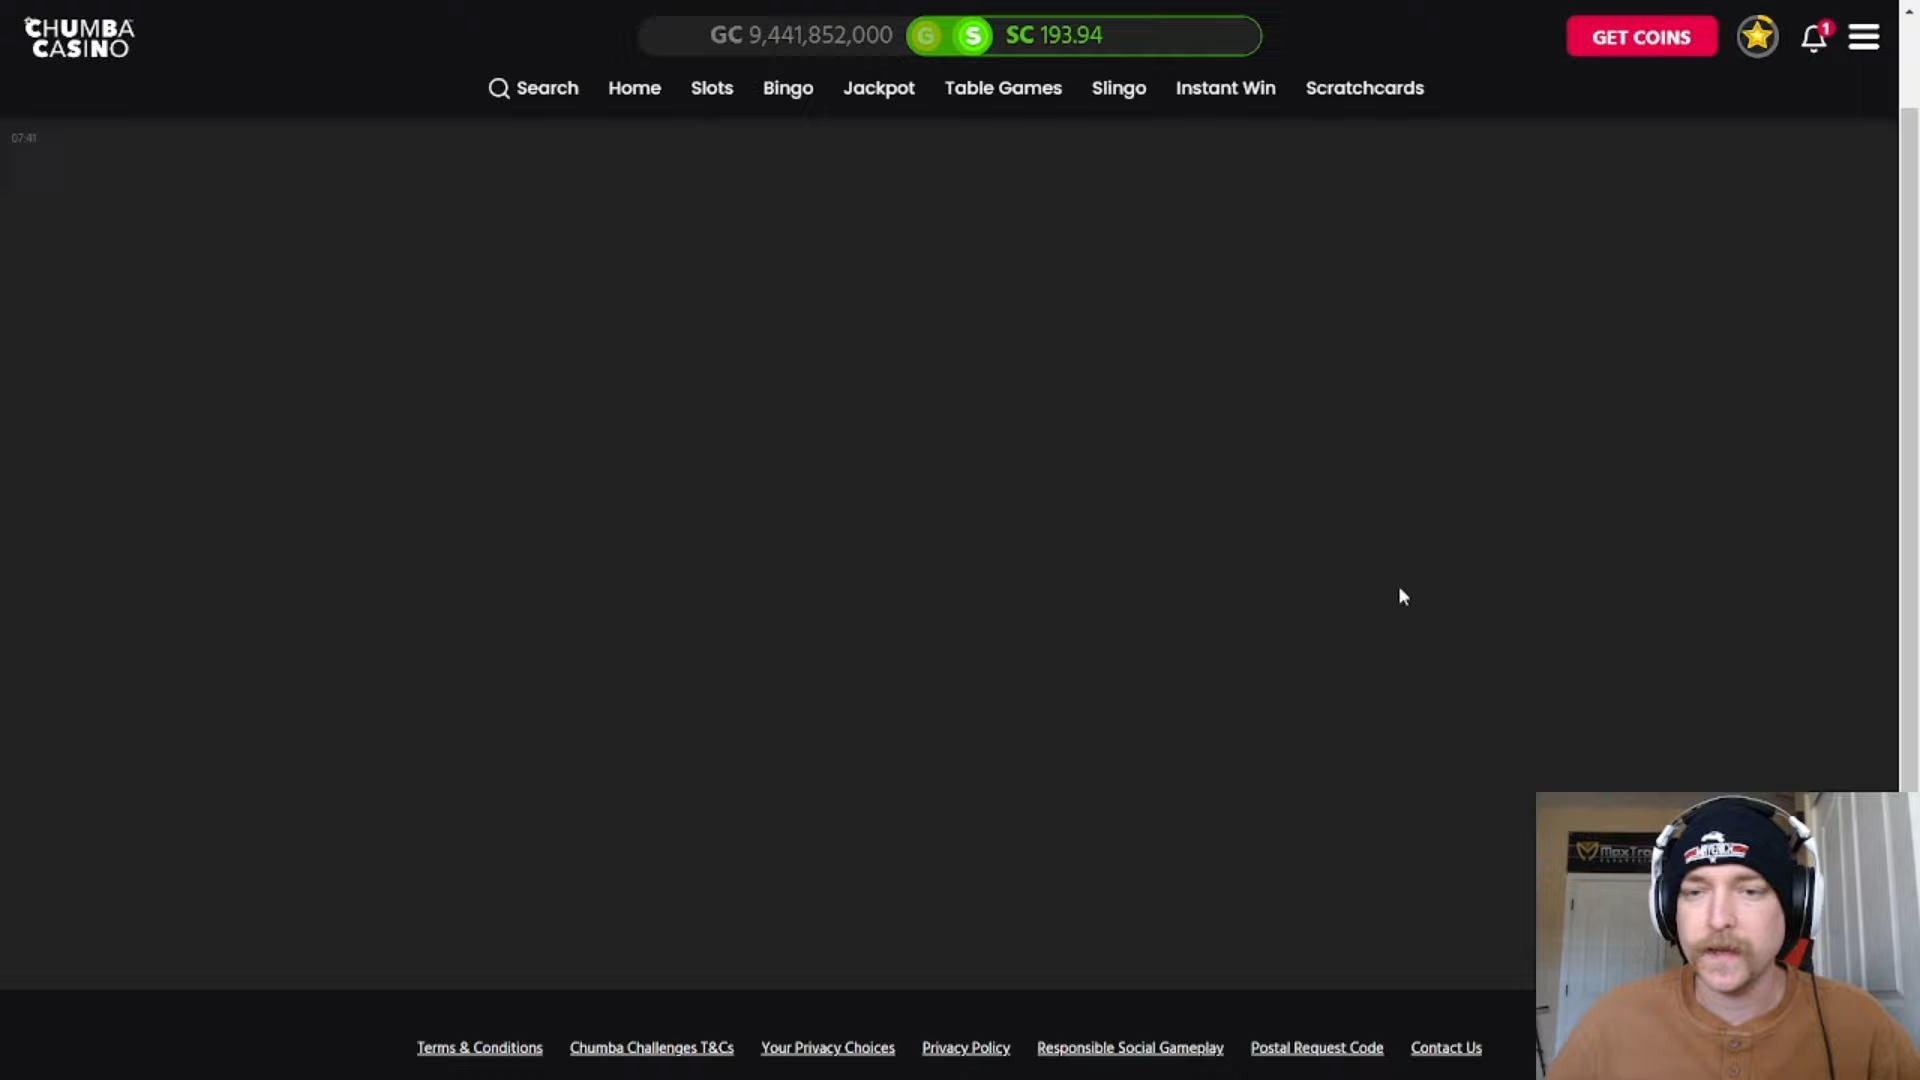 CHUMBA
CASINO
GC 9,441,852,000
G
S
SC 193.94
GET COINS
1
Search
Home
Slots
Bingo
Jackpot
Table Games
Slingo
Instant Win
Scratchcards
07:41
MAVERICK
Terms & Conditions
Chumba Challenges T&Cs
Your Privacy Choices
Privacy Policy
Responsible Social Gameplay
Postal Request Code
Contact Us